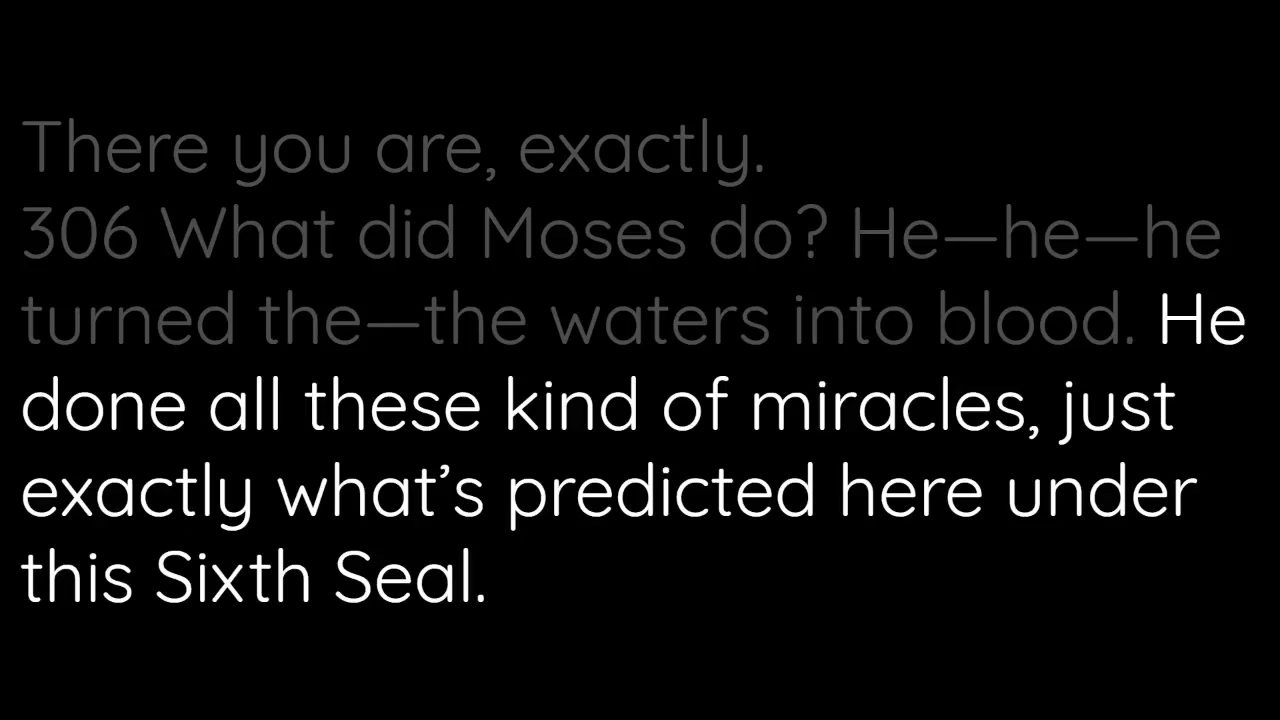 There you are, exactly.
306 What did Moses do? He—he—he
turned the—the waters into blood. He
done all these kind of miracles, just
exactly what’s predicted here under
this Sixth Seal.